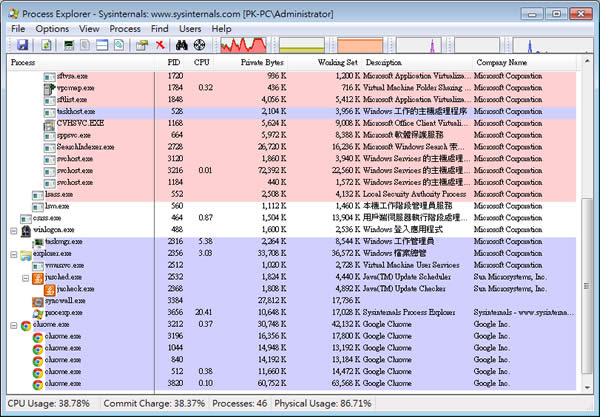 Process Explorer - Sysinternals: www.sysinternals.com [PK-PC\Administrator]
File Options View Process Find Users Help
Process PID CPU Private Bytes Working Set Description Company Name
sftvsa.exe 1720 936 K 1,200 K Microsoft Application Virtualiza... Microsoft Corporation
vpcmap.exe 1784 0.32 436 K 716 K Virtual Machine Folder Sharing ... Microsoft Corporation
sftlist.exe 1848 4,056 K 5,412 K Microsoft Application Virtualiza... Microsoft Corporation
taskhost.exe 528 2,104 K 3,956 K Windows 工作的主機處理程序 Microsoft Corporation
CVHSVC.EXE 1168 5,624 K 9,008 K Microsoft Office Client Virtuali... Microsoft Corporation
sppsvc.exe 664 5,972 K 8,388 K Microsoft 軟體保護服務 Microsoft Corporation
SearchIndexer.exe 2728 26,720 K 16,236 K Microsoft Windows Search 索... Microsoft Corporation
svchost.exe 3120 1,860 K 3,940 K Windows Services 的主機處理... Microsoft Corporation
svchost.exe 3216 0.01 72,392 K 22,560 K Windows Services 的主機處理... Microsoft Corporation
svchost.exe 1184 440 K 1,572 K Windows Services 的主機處理... Microsoft Corporation
lsass.exe 552 2,508 K 4,132 K Local Security Authority Process Microsoft Corporation
lsm.exe 560 1,112 K 1,460 K 本機工作階段管理員服務 Microsoft Corporation
csrss.exe 464 0.87 1,504 K 13,904 K 用戶端伺服器執行階段處理... Microsoft Corporation
winlogon.exe 488 1,600 K 2,536 K Windows 登入應用程式 Microsoft Corporation
taskmgr.exe 2316 5.38 2,264 K 8,544 K Windows 工作管理員 Microsoft Corporation
explorer.exe 2356 3.03 33,708 K 36,572 K Windows 檔案總管 Microsoft Corporation
vmusrvc.exe 2512 1,020 K 2,728 K Virtual Machine User Services Microsoft Corporation
jusched.exe 2532 1,824 K 4,440 K Java(TM) Update Scheduler Sun Microsystems, Inc.
jucheck.exe 2368 1,808 K 4,892 K Java(TM) Update Checker Sun Microsystems, Inc.
syncwall.exe 3384 27,812 K 17,736 K
procexp.exe 3656 20.41 10,648 K 17,028 K Sysinternals Process Explorer Sysinternals - www.sysinterna...
chrome.exe 3212 0.37 30,748 K 42,132 K Google Chrome Google Inc.
chrome.exe 3196 16,356 K 17,800 K Google Chrome Google Inc.
chrome.exe 1044 14,948 K 13,192 K Google Chrome Google Inc.
chrome.exe 840 14,192 K 13,184 K Google Chrome Google Inc.
chrome.exe 512 0.38 11,660 K 14,472 K Google Chrome Google Inc.
chrome.exe 3820 0.10 60,752 K 63,568 K Google Chrome Google Inc.
CPU Usage: 38.78% Commit Charge: 38.37% Processes: 46 Physical Usage: 86.71%